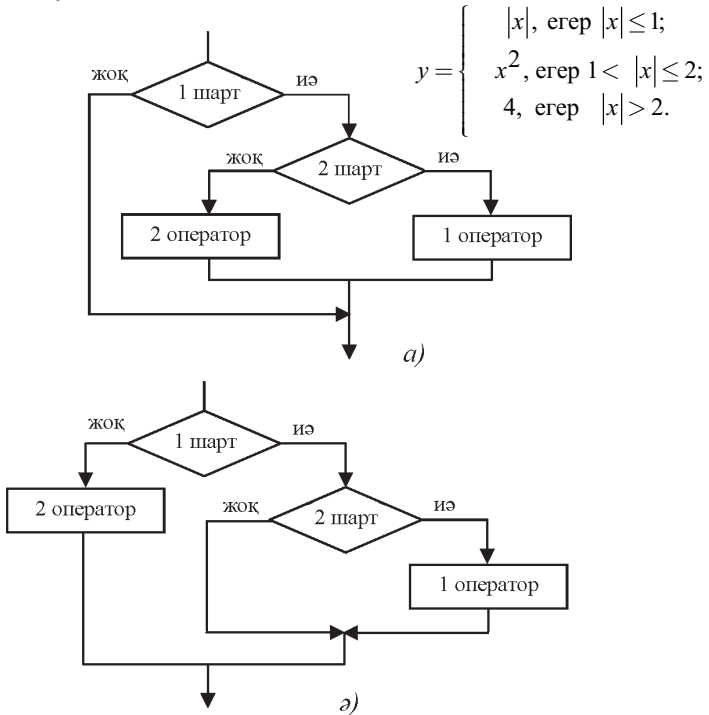 |x|, егер |x| ≤ 1;
y = { x², егер 1 < |x| ≤ 2;
4, егер |x| > 2.
жоқ
1 шарт
иә
жоқ
2 шарт
иә
2 оператор
1 оператор
а)
жоқ
1 шарт
иә
2 оператор
жоқ
2 шарт
иә
1 оператор
ә)